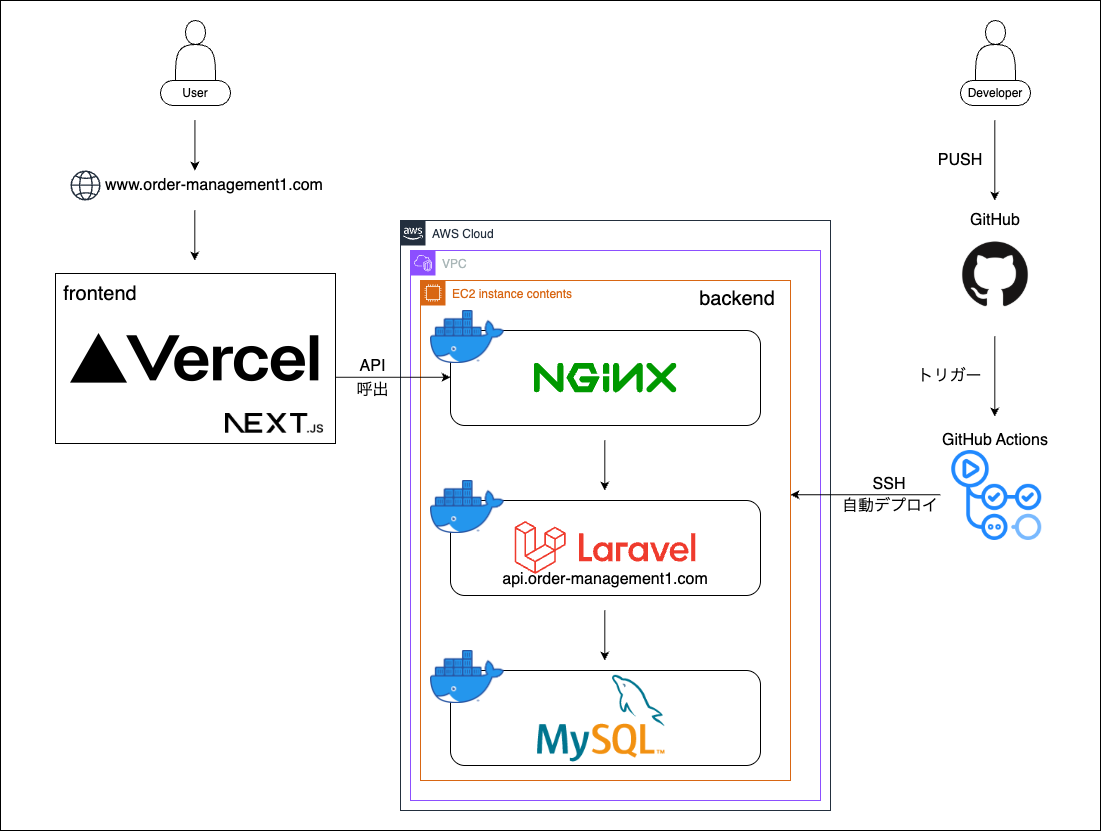 User
Developer
www.order-management1.com
PUSH
GitHub
aws
AWS Cloud
VPC
EC2 instance contents
backend
frontend
Vercel
NEXT.JS
API
呼出
NGINX
トリガー
GitHub Actions
SSH
自動デプロイ
Laravel
api.order-management1.com
MySQL™